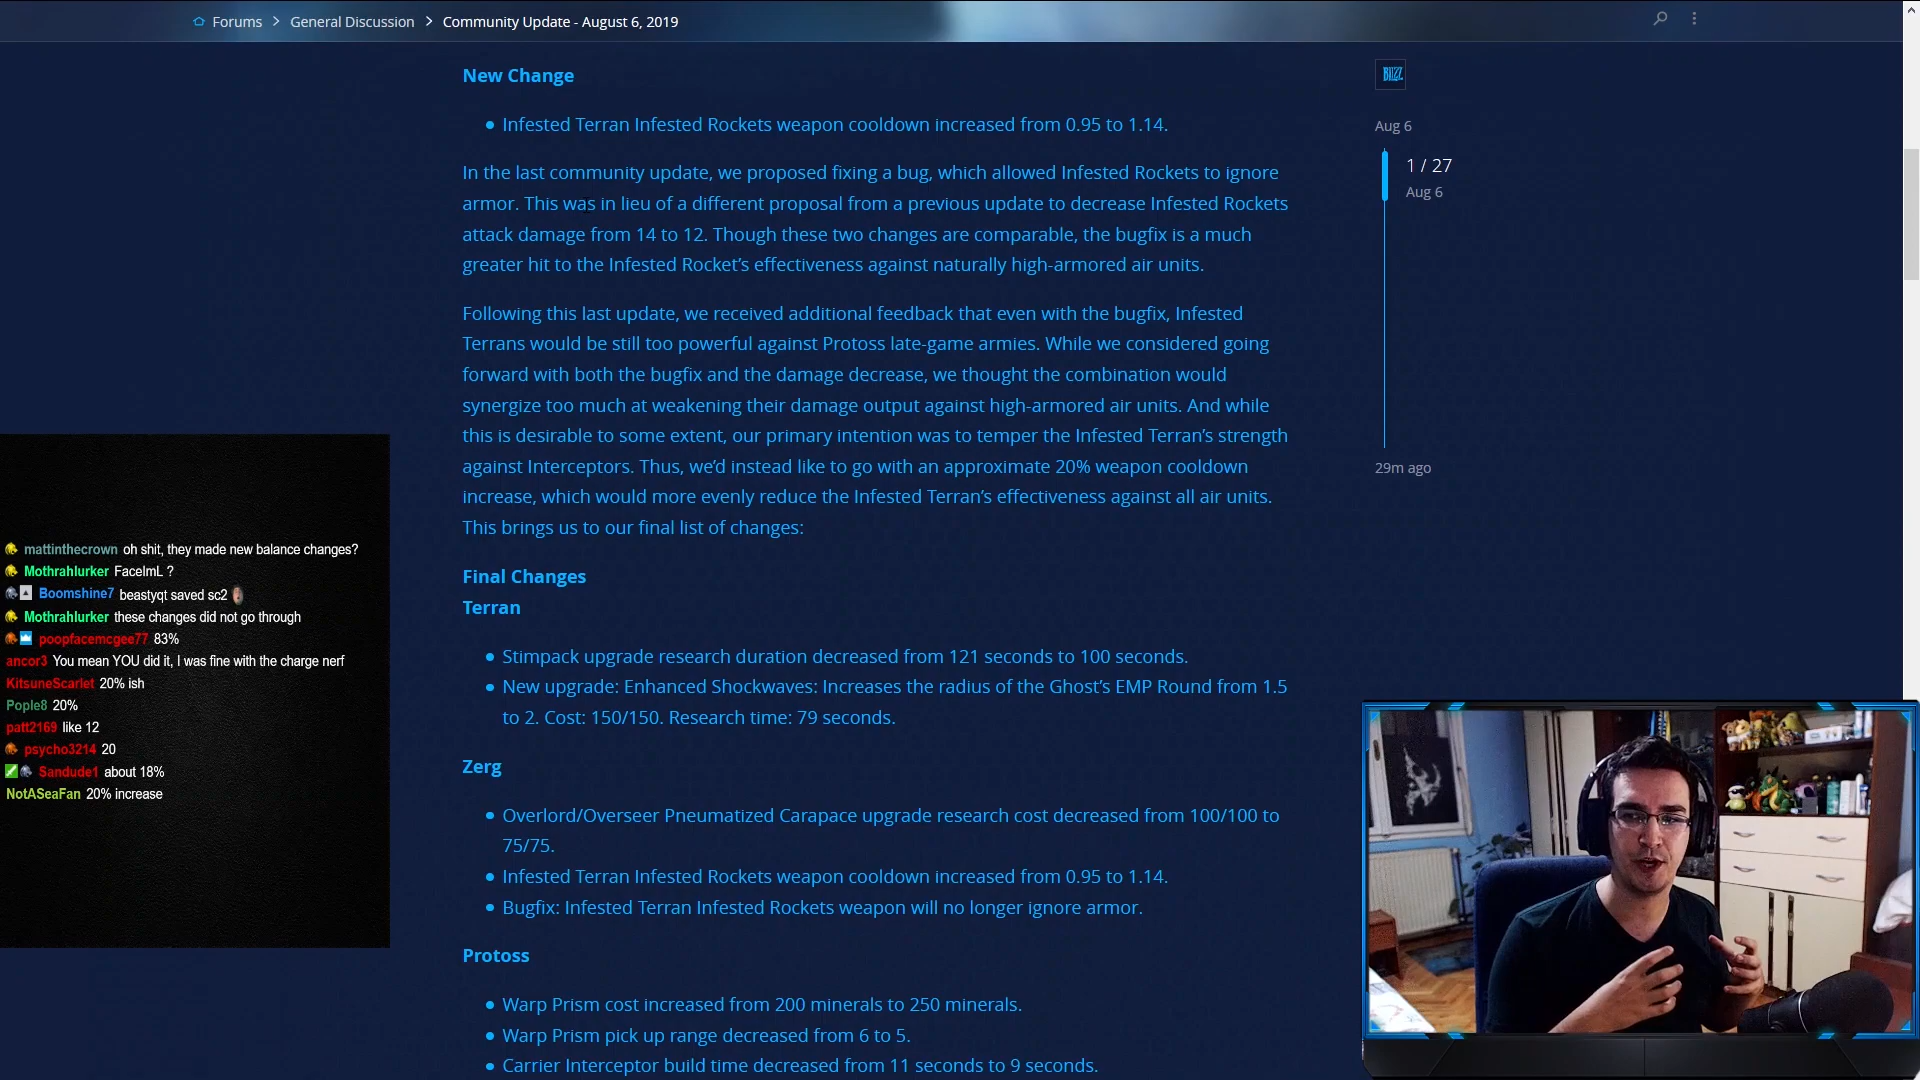 Forums > General Discussion > Community Update - August 6, 2019
New Change
• Infested Terran Infested Rockets weapon cooldown increased from 0.95 to 1.14.
In the last community update, we proposed fixing a bug, which allowed Infested Rockets to ignore
armor. This was in lieu of a different proposal from a previous update to decrease Infested Rockets
attack damage from 14 to 12. Though these two changes are comparable, the bugfix is a much
greater hit to the Infested Rocket's effectiveness against naturally high-armored air units.
Following this last update, we received additional feedback that even with the bugfix, Infested
Terrans would be still too powerful against Protoss late-game armies. While we considered going
forward with both the bugfix and the damage decrease, we thought the combination would
synergize too much at weakening their damage output against high-armored air units. And while
this is desirable to some extent, our primary intention was to temper the Infested Terran's strength
against Interceptors. Thus, we'd instead like to go with an approximate 20% weapon cooldown
increase, which would more evenly reduce the Infested Terran's effectiveness against all air units.
This brings us to our final list of changes:
Final Changes
Terran
• Stimpack upgrade research duration decreased from 121 seconds to 100 seconds.
• New upgrade: Enhanced Shockwaves: Increases the radius of the Ghost's EMP Round from 1.5
to 2. Cost: 150/150. Research time: 79 seconds.
Zerg
• Overlord/Overseer Pneumatized Carapace upgrade research cost decreased from 100/100 to
75/75.
• Infested Terran Infested Rockets weapon cooldown increased from 0.95 to 1.14.
• Bugfix: Infested Terran Infested Rockets weapon will no longer ignore armor.
Protoss
• Warp Prism cost increased from 200 minerals to 250 minerals.
• Warp Prism pick up range decreased from 6 to 5.
• Carrier Interceptor build time decreased from 11 seconds to 9 seconds.
BLIZZ
Aug 6
1 / 27
Aug 6
29m ago
mattinthecrown oh shit, they made new balance changes?
Mothrahlurker FaceImL ?
Boomshine7 beastyqt saved sc2
Mothrahlurker these changes did not go through
poopfacemcgee77 83%
ancor3 You mean YOU did it, I was fine with the charge nerf
KitsuneScarlet 20% ish
Pople8 20%
patt2169 like 12
psycho3214 20
Sandude1 about 18%
NotASeaFan 20% increase